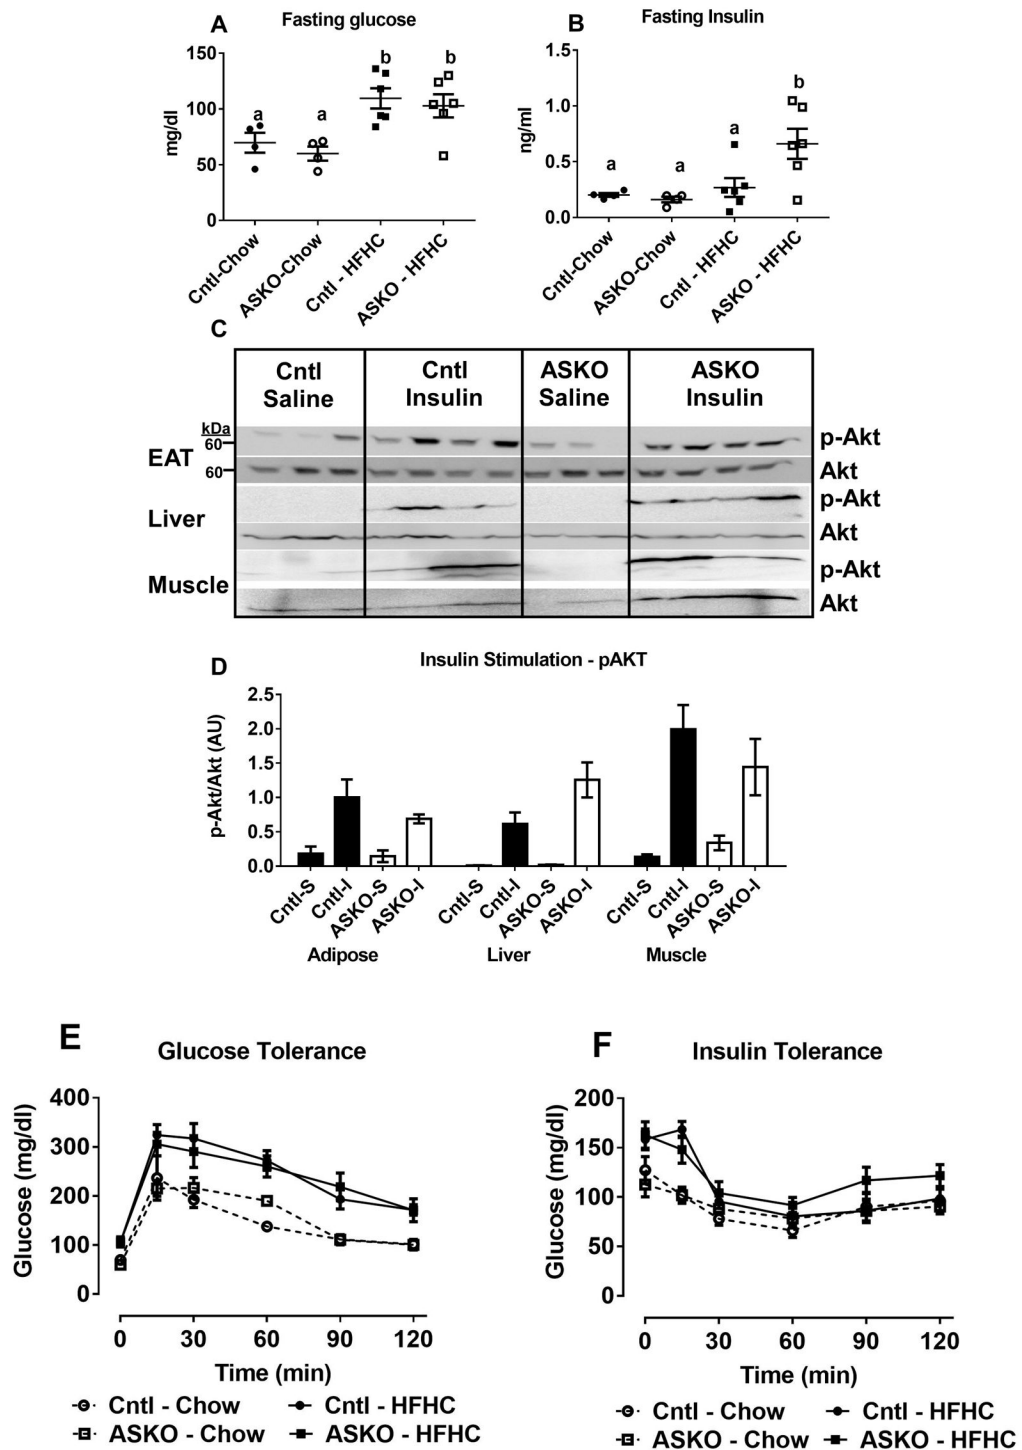 A
Fasting glucose
150
100
50
0
mg/dl
a
a
b
b
Cntl-Chow
ASKO-Chow
Cntl - HFHC
ASKO - HFHC
B
Fasting Insulin
1.5
1.0
0.5
0.0
ng/ml
a
a
a
b
Cntl-Chow
ASKO-Chow
Cntl - HFHC
ASKO - HFHC
C
Cntl
Saline
Cntl
Insulin
ASKO
Saline
ASKO
Insulin
kDa
60
60
EAT
p-Akt
Akt
Liver
p-Akt
Akt
Muscle
p-Akt
Akt
D
Insulin Stimulation - pAKT
2.5
2.0
1.5
1.0
0.5
0.0
p-Akt/Akt (AU)
Cntl-S
Cntl-I
ASKO-S
ASKO-I
Cntl-S
Cntl-I
ASKO-S
ASKO-I
Cntl-S
Cntl-I
ASKO-S
ASKO-I
Adipose
Liver
Muscle
E
Glucose Tolerance
400
300
200
100
0
Glucose (mg/dl)
0 30 60 90 120
Time (min)
Cntl - Chow
Cntl - HFHC
ASKO - Chow
ASKO - HFHC
F
Insulin Tolerance
200
150
100
50
0
Glucose (mg/dl)
0 30 60 90 120
Time (min)
Cntl - Chow
Cntl - HFHC
ASKO - Chow
ASKO - HFHC